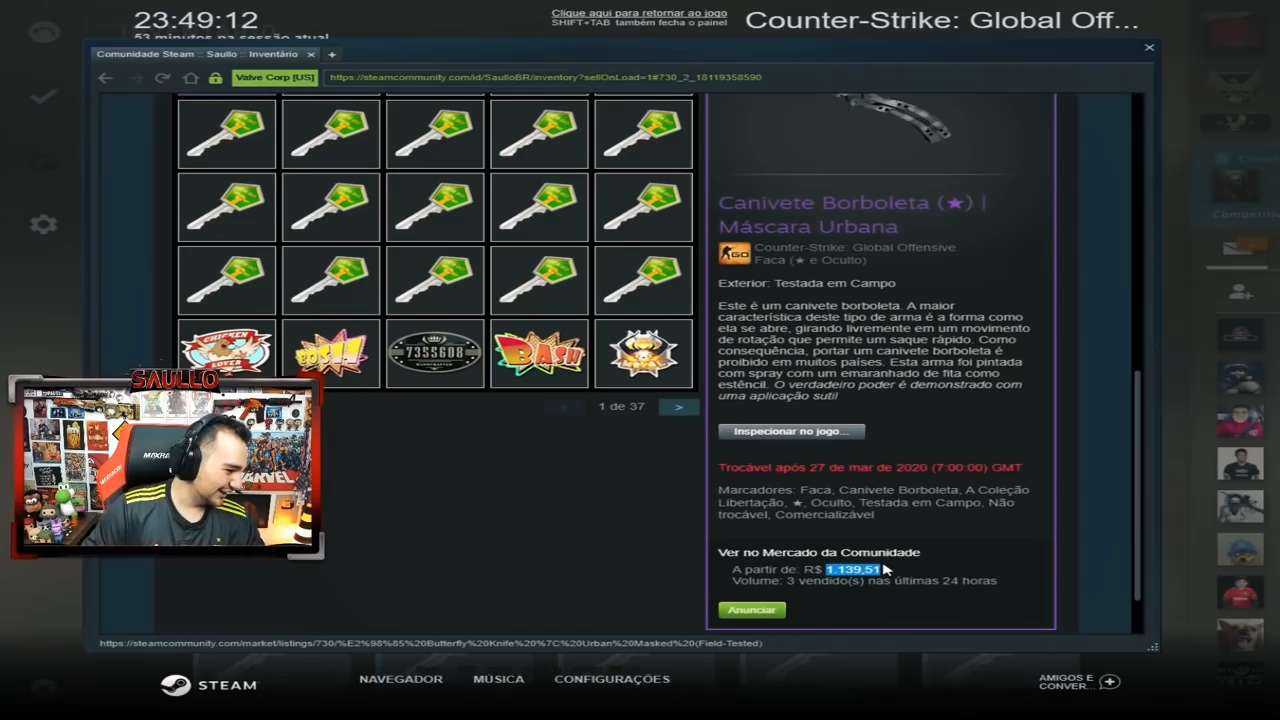 23:49:12
53 minutos na sessão atual
Clique aqui para retornar ao jogo
SHIFT+TAB também fecha o painel
Counter-Strike: Global Off...
Comunidade Steam :: Saullo :: Inventário × +
Valve Corp [US] https://steamcommunity.com/id/SaulloBR/inventory?sellOnLoad=1#730_2_18119358590
Canivete Borboleta (★) |
Máscara Urbana
GO
Counter-Strike: Global Offensive
Faca (★ e Oculto)
Exterior: Testada em Campo
Este é um canivete borboleta. A maior
característica deste tipo de arma é a forma como
ela se abre, girando livremente em um movimento
de rotação que permite um saque rápido. Como
consequência, portar um canivete borboleta é
proibido em muitos países. Esta arma foi pintada
com spray com um emaranhado de fita como
estêncil. O verdadeiro poder é demonstrado com
uma aplicação sutil
Inspecionar no jogo...
Trocável após 27 de mar de 2020 (7:00:00) GMT
Marcadores: Faca, Canivete Borboleta, A Coleção
Libertação, ★, Oculto, Testada em Campo, Não
trocável, Comercializável
Ver no Mercado da Comunidade
A partir de: R$ 1.139,51
Volume: 3 vendido(s) nas últimas 24 horas
Anunciar
CHICKEN
LOVER
BOSH
7355608
BASH
1 de 37 >
SAULLO
MARVEL
https://steamcommunity.com/market/listings/730/%E2%98%85%20Butterfly%20Knife%20%7C%20Urban%20Masked%20(Field-Tested)
STEAM
NAVEGADOR
MÚSICA
CONFIGURAÇÕES
AMIGOS E
CONVER...